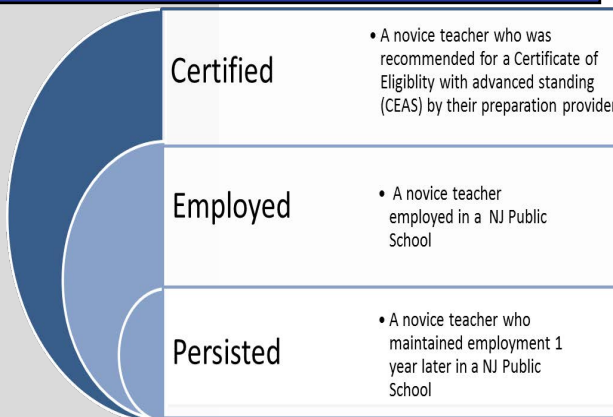 Certified
• A novice teacher who was
recommended for a Certificate of
Eligiblity with advanced standing
(CEAS) by their preparation provider
Employed
• A novice teacher
employed in a NJ Public
School
Persisted
• A novice teacher who
maintained employment 1
year later in a NJ Public
School